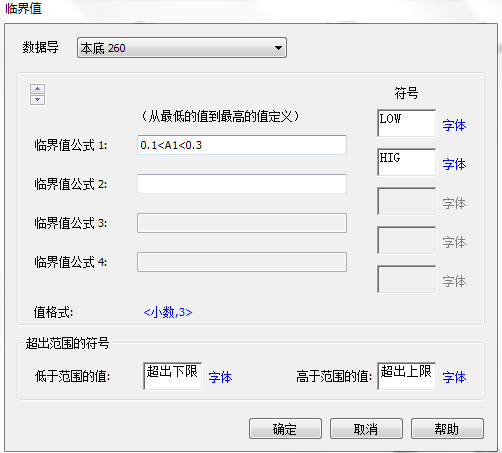 临界值
数据导 本底 260
符号
（从最低的值到最高的值定义）
LOW 字体
临界值公式 1: 0.1<A1<0.3
HIG 字体
临界值公式 2:
字体
临界值公式 3:
字体
临界值公式 4:
字体
值格式: <小数,3>
超出范围的符号
低于范围的值: 超出下限 字体 高于范围的值: 超出上限 字体
确定 取消 帮助